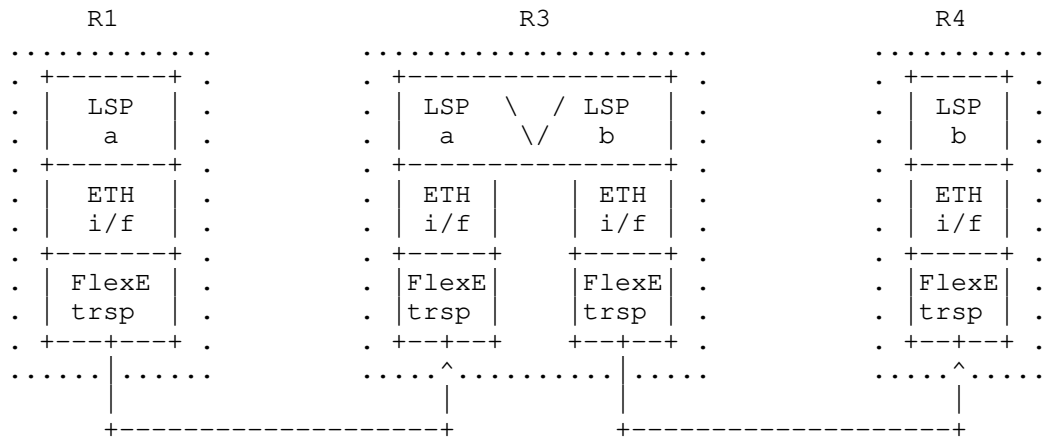 R1 R3 R4
LSP LSP \ / LSP LSP
a a \/ b b
ETH ETH ETH ETH
i/f i/f i/f i/f
FlexE FlexE FlexE FlexE
trsp trsp trsp trsp